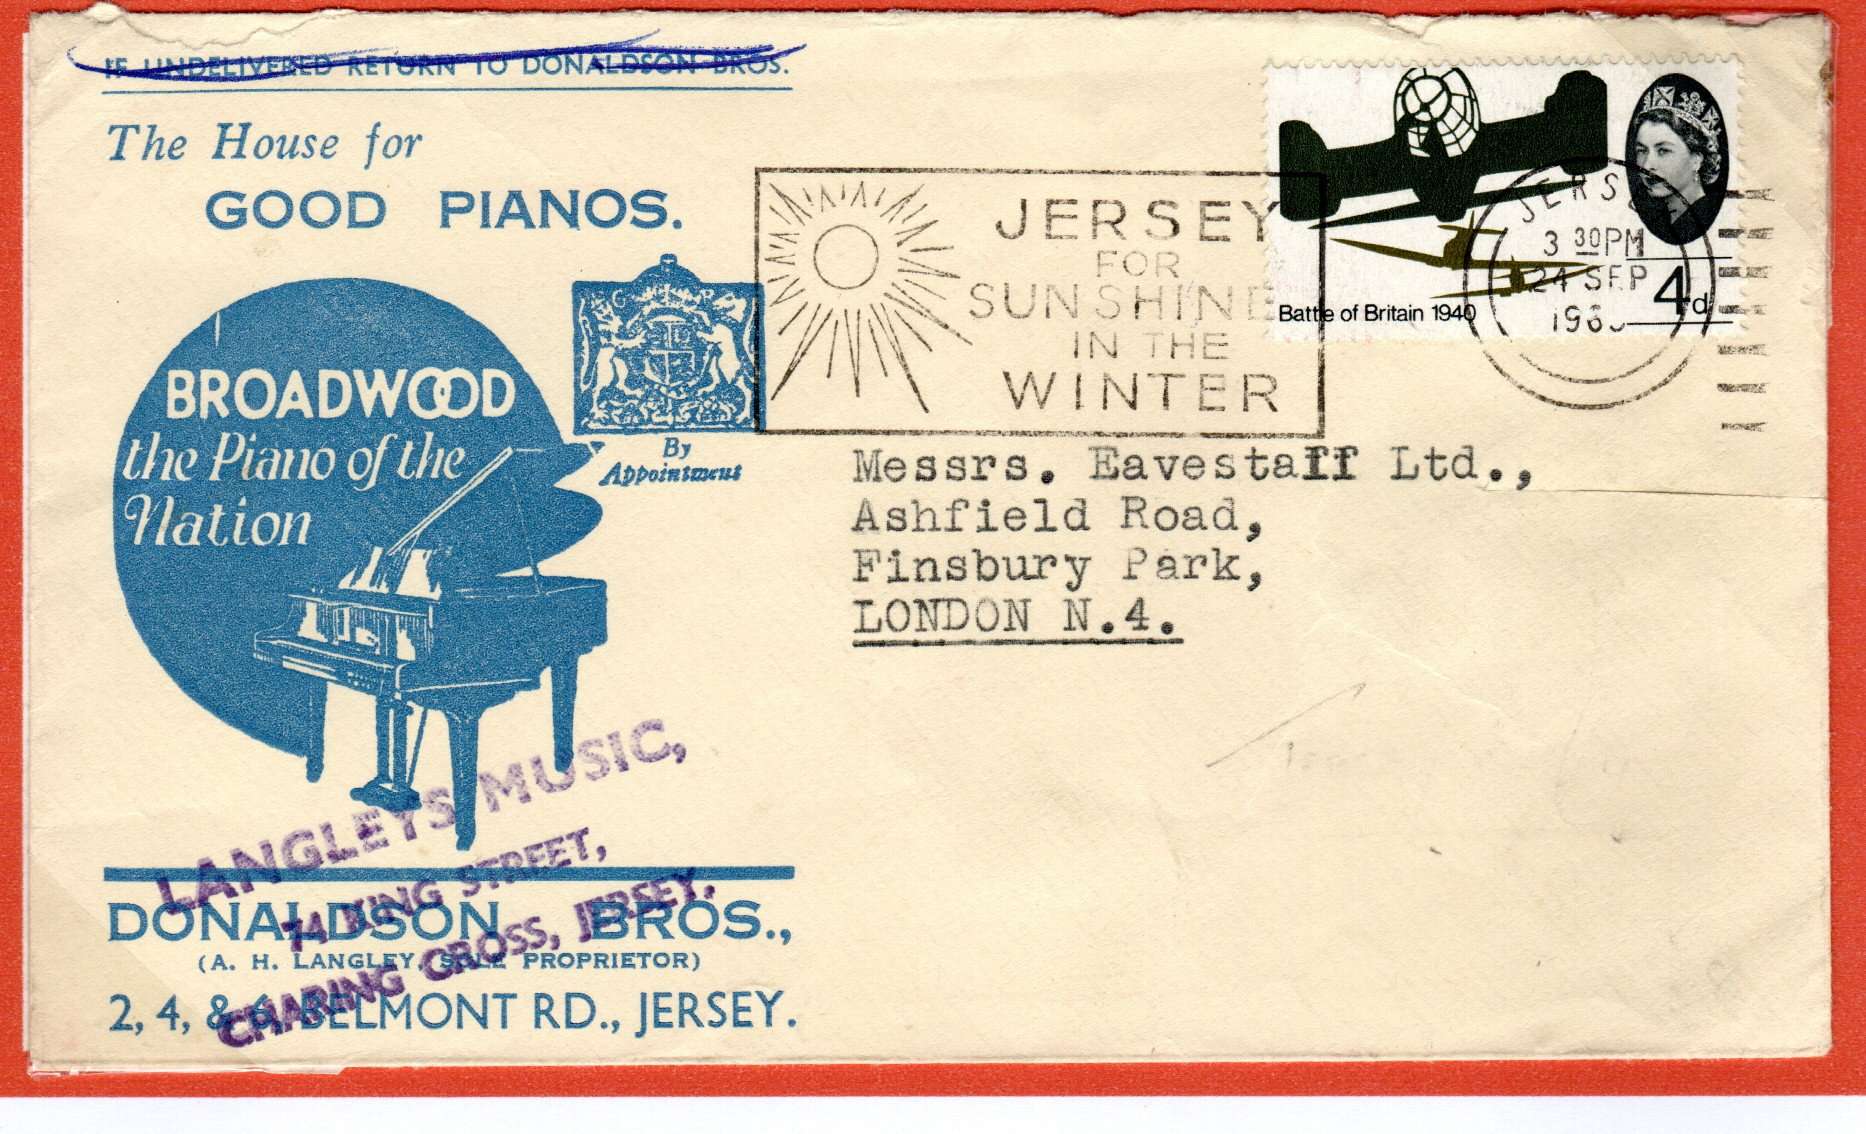 IF UNDELIVERED RETURN TO DONALDSON BROS.
The House for
GOOD PIANOS.
BROADWOOD
the Piano of the
Nation
By
Appointment
JERSEY
FOR
SUNSHINE
IN THE
WINTER
Battle of Britain 1940
4d
JERSEY
3 30PM
24 SEP
Messrs. Eavestaff Ltd.,
Ashfield Road,
Finsbury Park,
LONDON N.4.
LANGLEYS MUSIC,
74 KING STREET,
CHARING CROSS, JERSEY.
DONALDSON BROS.,
(A. H. LANGLEY, SOLE PROPRIETOR)
2, 4, & 6, BELMONT RD., JERSEY.